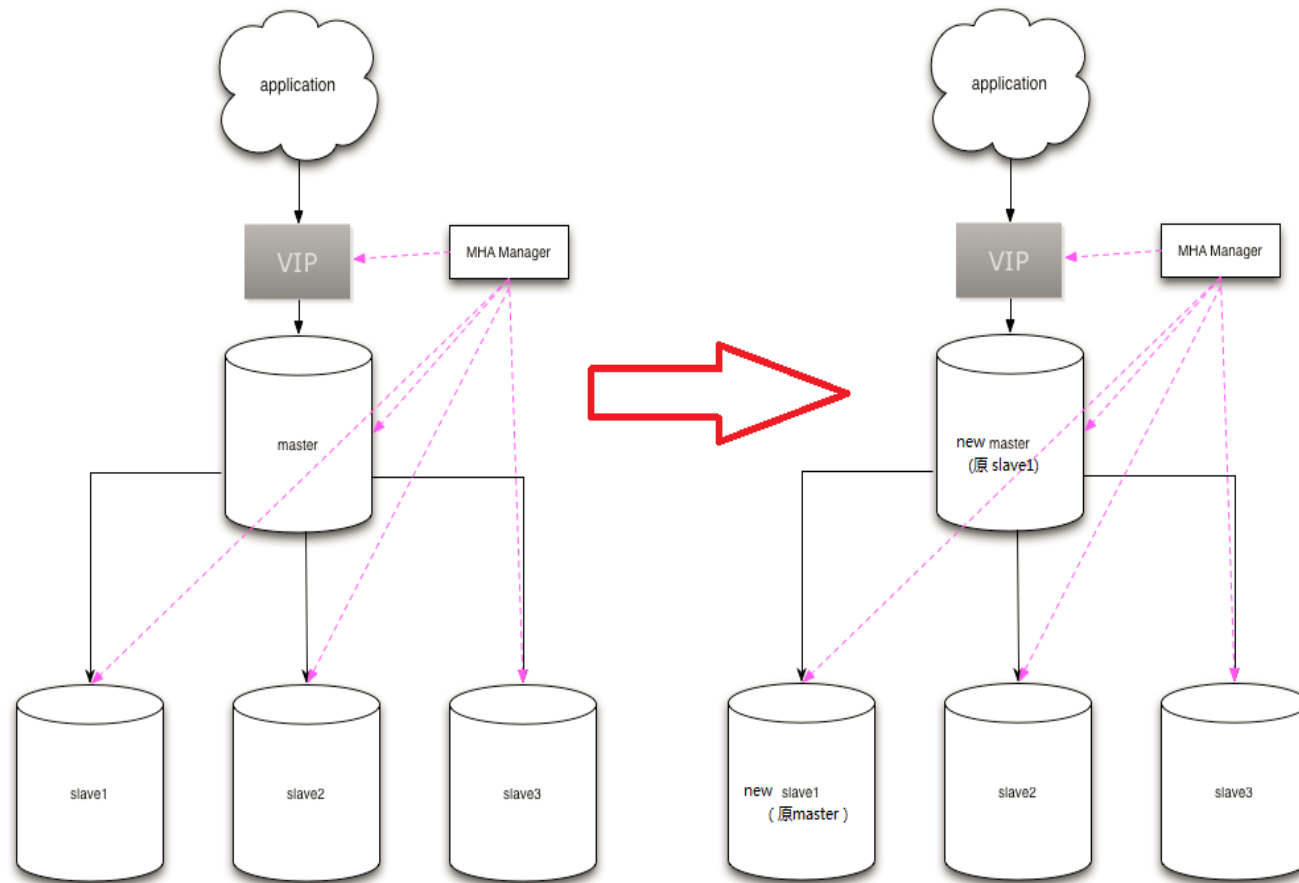 application
VIP
MHA Manager
master
slave1
slave2
slave3
application
VIP
MHA Manager
new master
(原 slave1)
new slave1
（ 原master ）
slave2
slave3